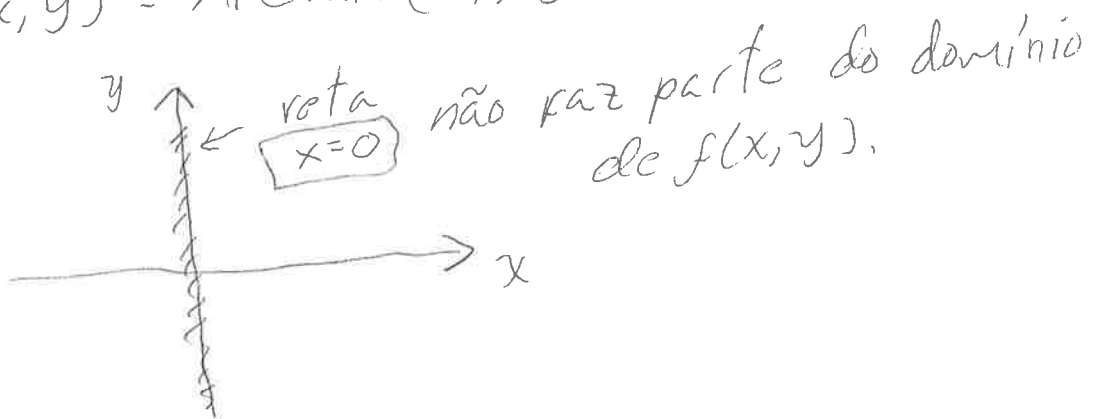 y) =
y
reta não faz parte do domínio
x=0
de f(x,y).
x